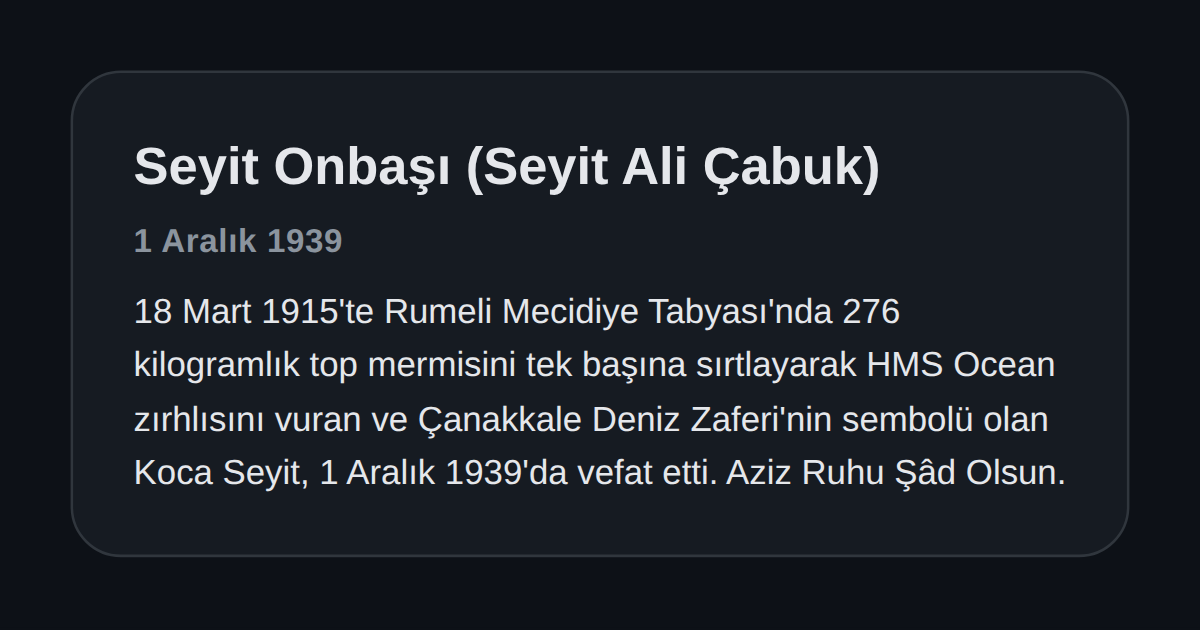 Seyit Onbaşı (Seyit Ali Çabuk)
1 Aralık 1939
18 Mart 1915'te Rumeli Mecidiye Tabyası'nda 276
kilogramlık top mermisini tek başına sırtlayarak HMS Ocean
zırhlısını vuran ve Çanakkale Deniz Zaferi'nin sembolü olan
Koca Seyit, 1 Aralık 1939'da vefat etti. Aziz Ruhu Şâd Olsun.